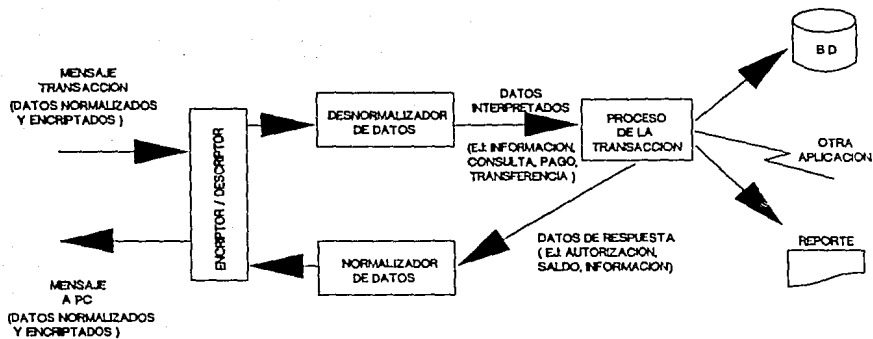 MENSAJE
TRANSACCION
(DATOS NORMALIZADOS
Y ENCRIPTADOS )
ENCRIPTOR / DESCRIPTOR
DESNORMALIZADOR
DE DATOS
DATOS
INTERPRETADOS
(EJ: INFORMACION,
CONSULTA, PAGO,
TRANSFERENCIA )
PROCESO
DE LA
TRANSACCION
BD
OTRA
APLICACION
REPORTE
DATOS DE RESPUESTA
( EJ: AUTORIZACION,
SALDO, INFORMACION)
NORMALIZADOR
DE DATOS
MENSAJE
A PC
(DATOS NORMALIZADOS
Y ENCRIPTADOS )